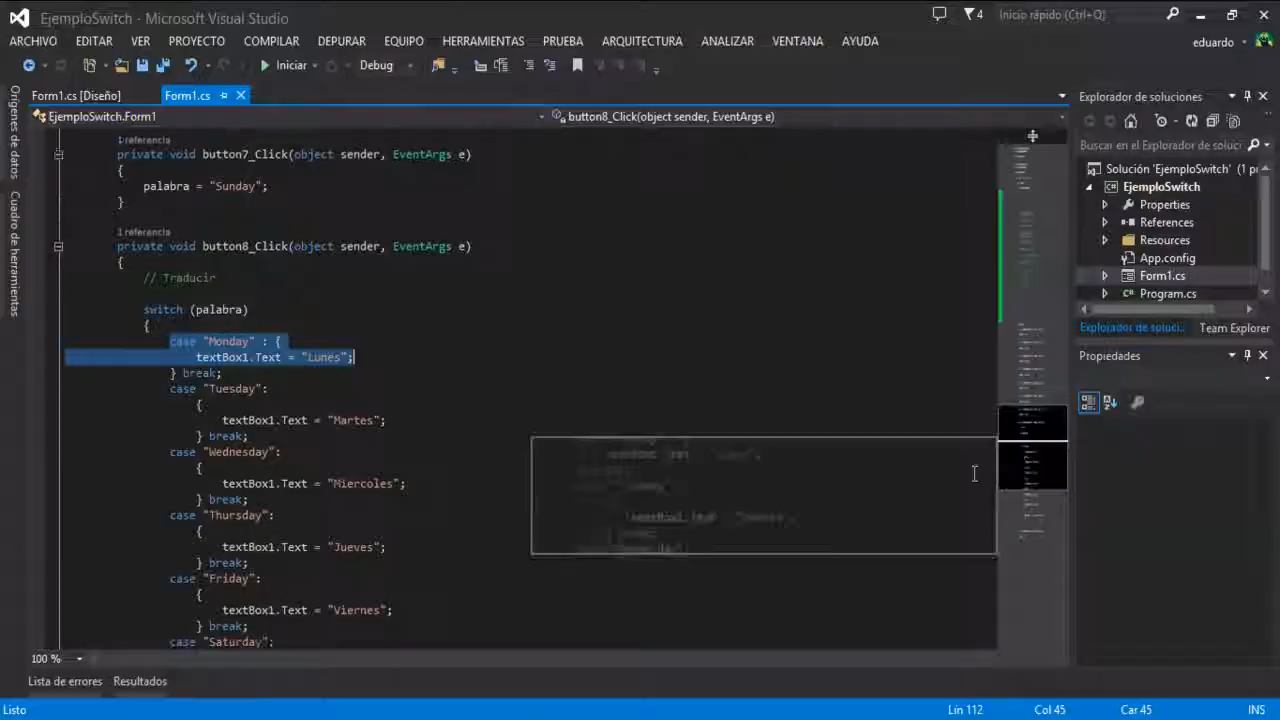 EjemploSwitch - Microsoft Visual Studio
4
Inicio rápido (Ctrl+Q)
ARCHIVO EDITAR VER PROYECTO COMPILAR DEPURAR EQUIPO HERRAMIENTAS PRUEBA ARQUITECTURA ANALIZAR VENTANA AYUDA
eduardo
Iniciar Debug
Form1.cs [Diseño] Form1.cs
EjemploSwitch.Form1
button8_Click(object sender, EventArgs e)
Orígenes de datos
Cuadro de herramientas
1 referencia
private void button7_Click(object sender, EventArgs e)
{
palabra = "Sunday";
}
1 referencia
private void button8_Click(object sender, EventArgs e)
{
// Traducir
switch (palabra)
{
case "Monday" : {
textBox1.Text = "Lunes";
} break;
case "Tuesday":
{
textBox1.Text = "Martes";
} break;
case "Wednesday":
{
textBox1.Text = "Miercoles";
} break;
case "Thursday":
{
textBox1.Text = "Jueves";
} break;
case "Friday":
{
textBox1.Text = "Viernes";
} break;
case "Saturday":
100 %
Explorador de soluciones
Buscar en el Explorador de soluci
Solución 'EjemploSwitch' (1 p
EjemploSwitch
Properties
References
Resources
App.config
Form1.cs
Program.cs
Explorador de soluci... Team Explorer
Propiedades
Lista de errores Resultados
Listo
Lín 112 Col 45 Car 45 INS